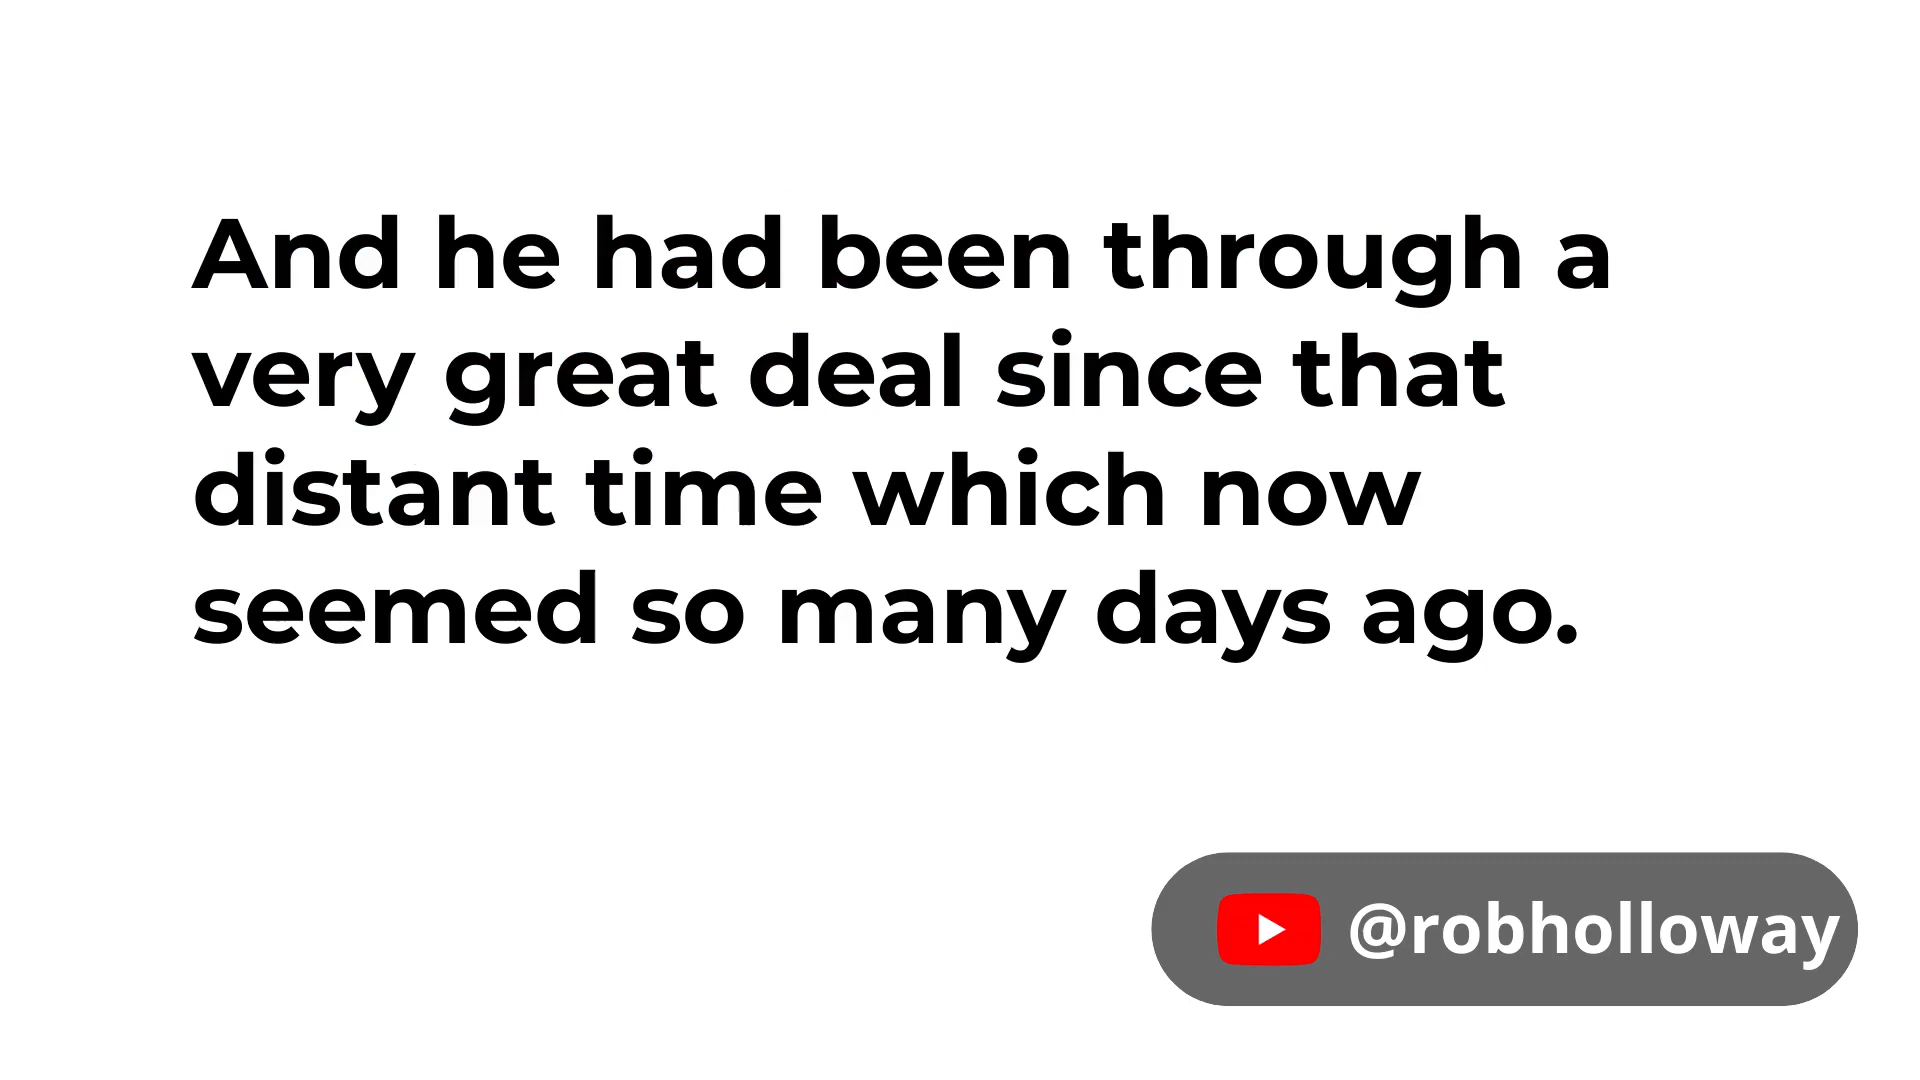 And he had been through a
very great deal since that
distant time which now
seemed so many days ago.
@robholloway